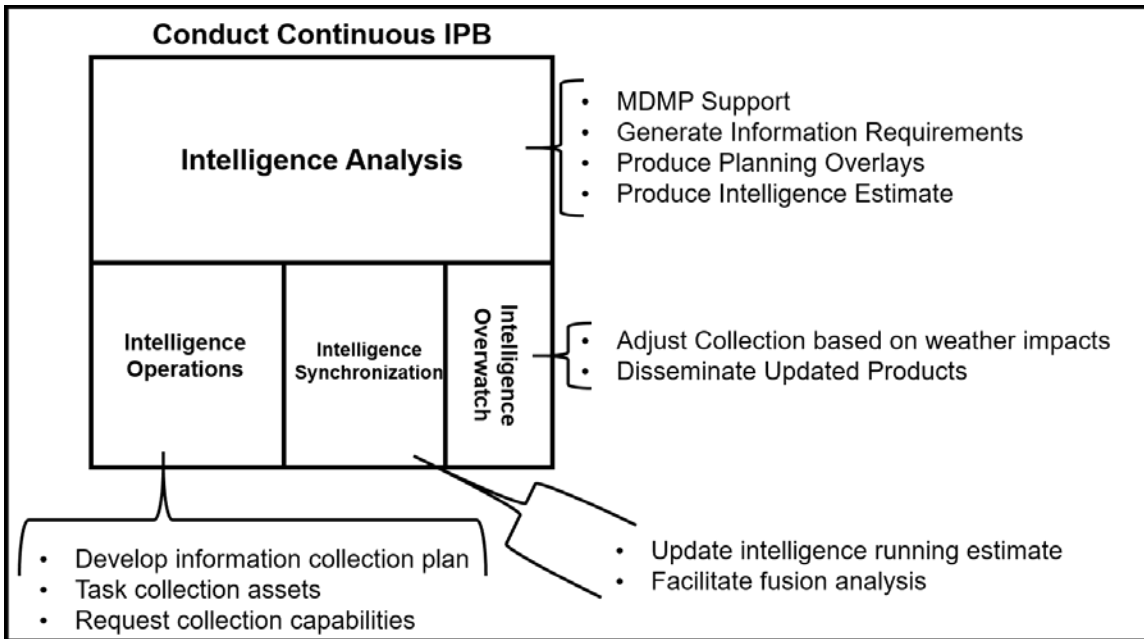 Conduct Continuous IPB
Intelligence Analysis
• MDMP Support
• Generate Information Requirements
• Produce Planning Overlays
• Produce Intelligence Estimate
Intelligence
Operations
Intelligence
Synchronization
Intelligence
Overwatch
• Adjust Collection based on weather impacts
• Disseminate Updated Products
• Develop information collection plan
• Task collection assets
• Request collection capabilities
• Update intelligence running estimate
• Facilitate fusion analysis